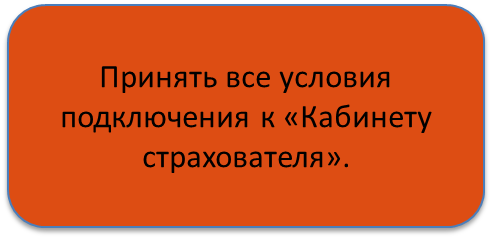 Принять все условия
подключения к «Кабинету
страхователя».